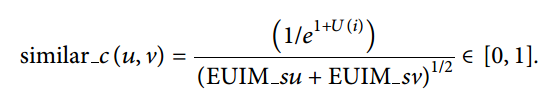 similar_c(u, v) = (1/e^{1+U(i)}) / (EUIM_su + EUIM_sv)^{1/2} ∈ [0, 1].